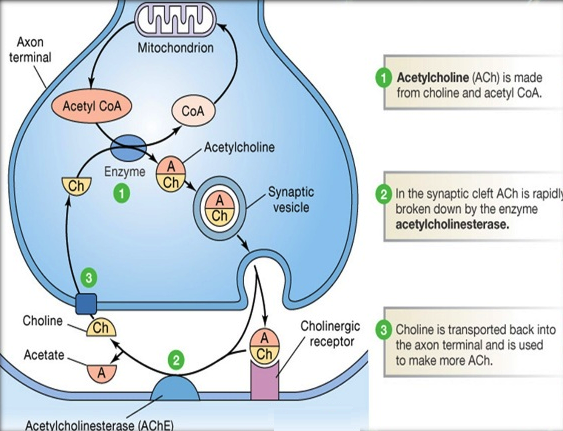 Axon
terminal
Mitochondrion
Acetyl CoA
CoA
Acetylcholine
Enzyme
A
Ch
Ch
1
Synaptic
vesicle
A
Ch
3
Choline
Ch
Acetate
A
2
A
Ch
Cholinergic
receptor
Acetylcholinesterase (AChE)
1 Acetylcholine (ACh) is made
from choline and acetyl CoA.
2 In the synaptic cleft ACh is rapidly
broken down by the enzyme
acetylcholinesterase.
3 Choline is transported back into
the axon terminal and is used
to make more ACh.